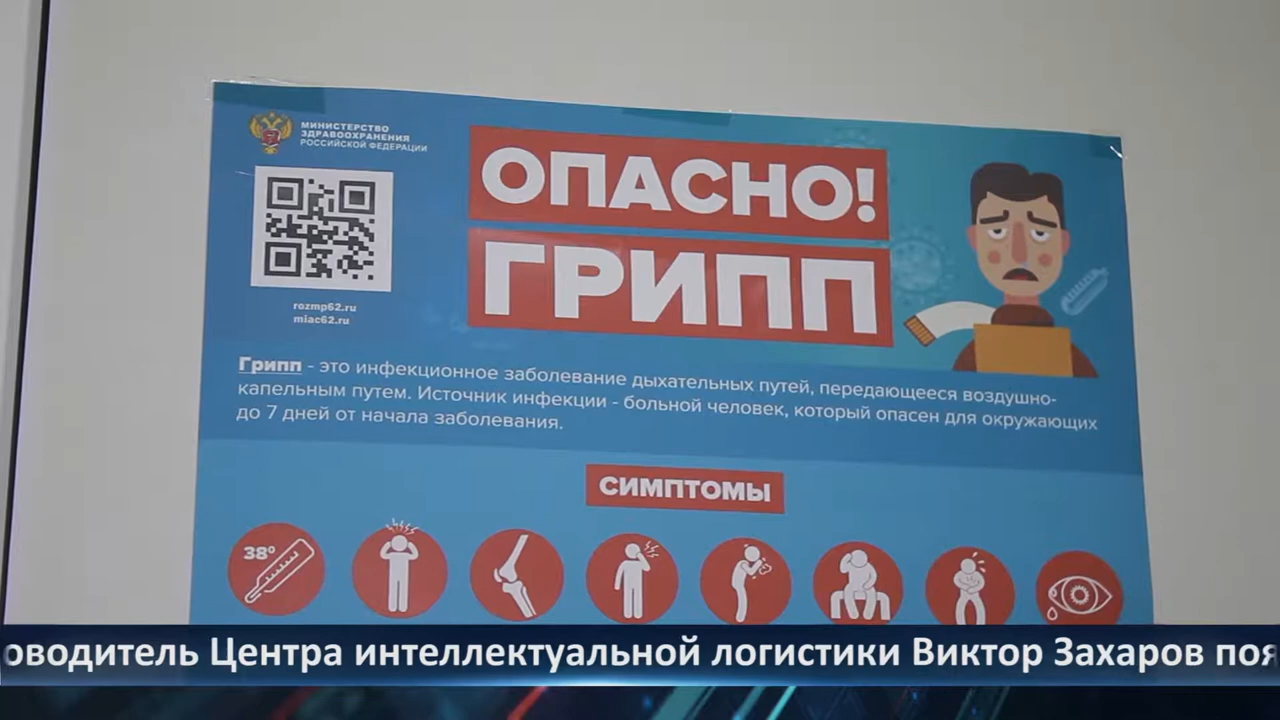 МИНИСТЕРСТВО
ЗДРАВООХРАНЕНИЯ
РОССИЙСКОЙ ФЕДЕРАЦИИ
rozmp62.ru
miac62.ru
ОПАСНО!
ГРИПП
Грипп - это инфекционное заболевание дыхательных путей, передающееся воздушно-
капельным путем. Источник инфекции - больной человек, который опасен для окружающих
до 7 дней от начала заболевания.
СИМПТОМЫ
38°
оводитель Центра интеллектуальной логистики Виктор Захаров поя